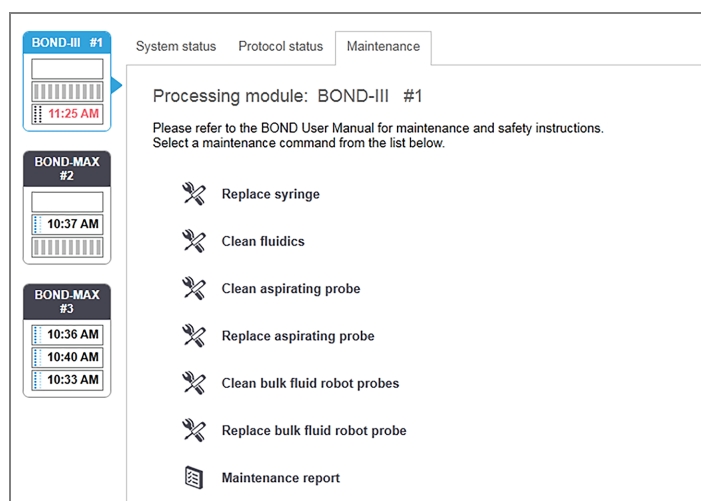 BOND-III #1
11:25 AM
BOND-MAX
#2
10:37 AM
BOND-MAX
#3
10:36 AM
10:40 AM
10:33 AM
System status Protocol status Maintenance
Processing module: BOND-III #1
Please refer to the BOND User Manual for maintenance and safety instructions.
Select a maintenance command from the list below.
Replace syringe
Clean fluidics
Clean aspirating probe
Replace aspirating probe
Clean bulk fluid robot probes
Replace bulk fluid robot probe
Maintenance report